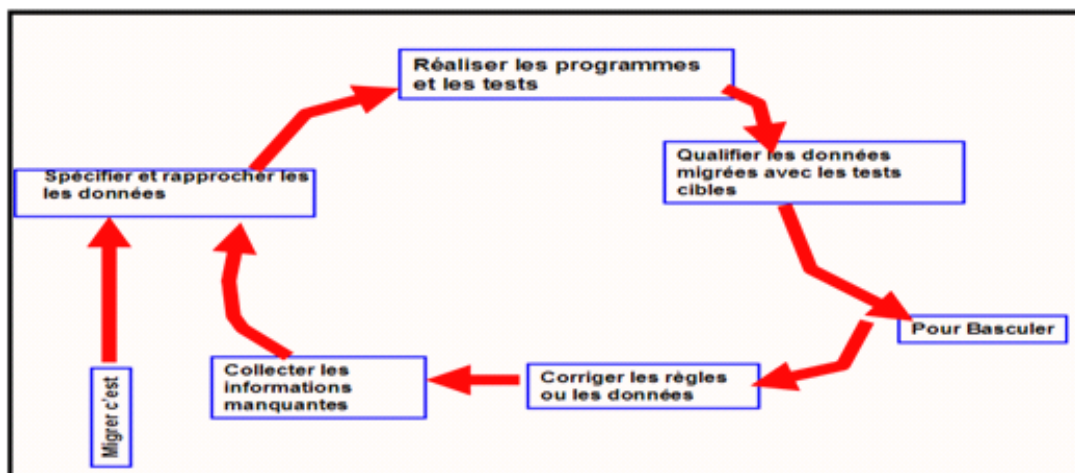 Réaliser les programmes
et les tests
Qualifier les données
migrées avec les tests
cibles
Spécifier et rapprocher les
les données
Pour Basculer
Corriger les règles
ou les données
Collecter les
informations
manquantes
Migrer c'est